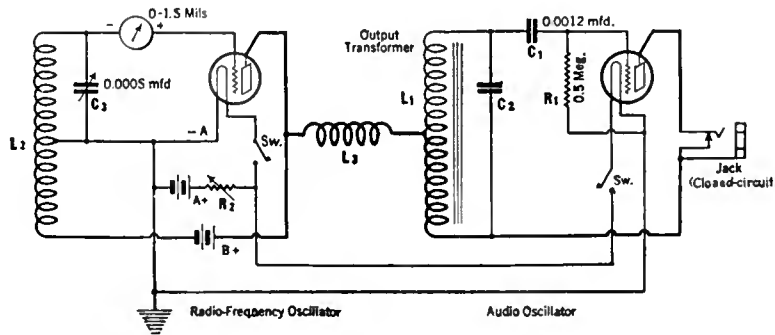 0-1.5 Mils
- +
0.0005 mfd
C3
L2
-A
Sw.
A+
R2
B+
L3
Output
Transformer
L1
C2
0.0012 mfd.
C1
R1
0.5 Meg.
Sw.
Jack
(Closed-circuit
Radio-Frequency Oscillator
Audio Oscillator